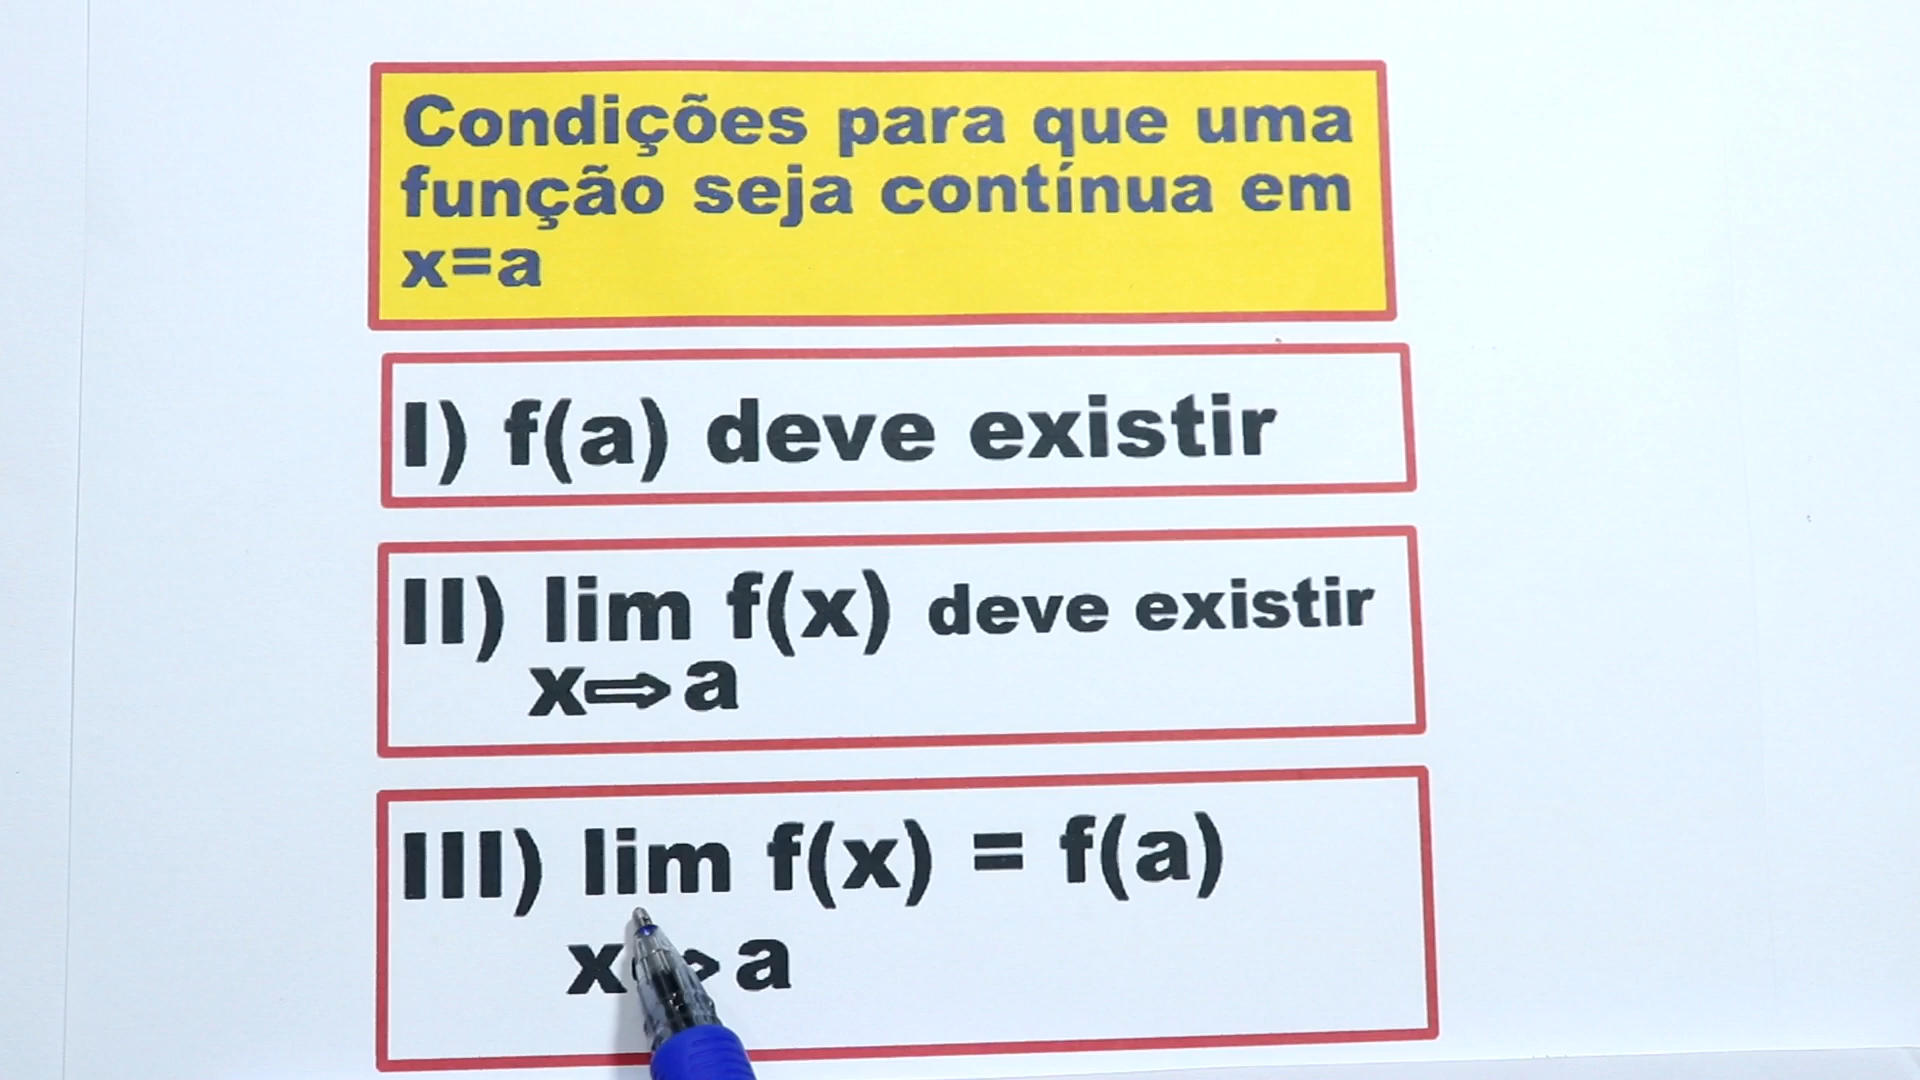 Condições para que uma
função seja contínua em
x=a
I) f(a) deve existir
II) lim f(x) deve existir
x⇒a
III) lim f(x) = f(a)
x⇒a